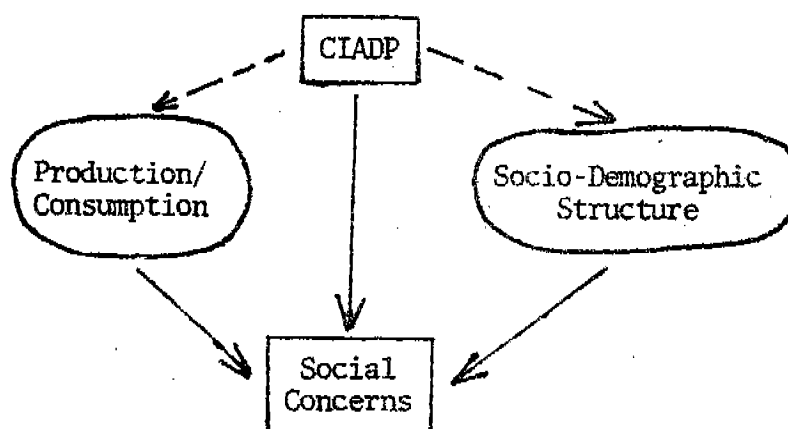 CIADP
Production/
Consumption
Socio-Demographic
Structure
Social
Concerns